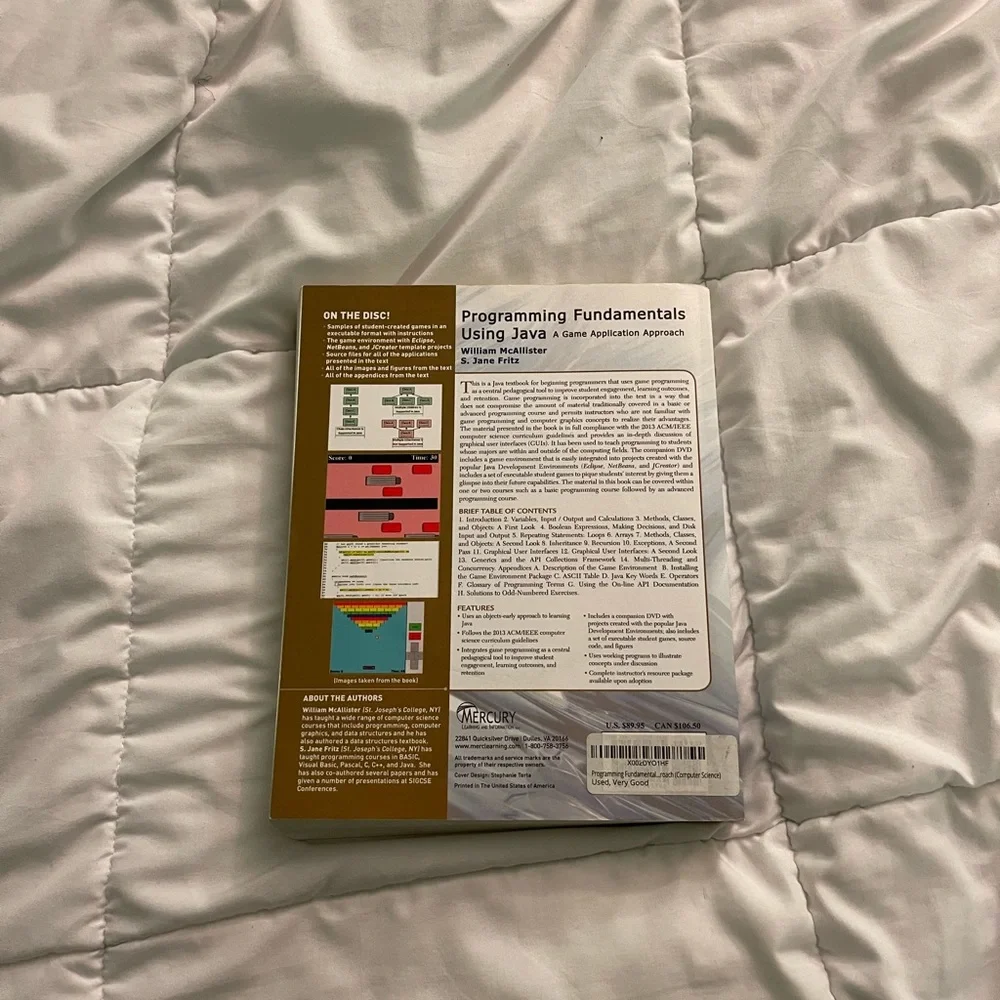 ON THE DISC!
· Samples of student-created games in an
executable format with instructions
· The game environment with Eclipse,
NetBeans, and JCreator template projects
· Source files for all of the applications
presented in the text
· All of the images and figures from the text
· All of the appendices from the text
Score: 0 Time: 30
(Images taken from the book)
ABOUT THE AUTHORS
William McAllister (St. Joseph's College, NY)
has taught a wide range of computer science
courses that include programming, computer
graphics, and data structures and he has
also authored a data structures textbook.
S. Jane Fritz (St. Joseph's College, NY) has
taught programming courses in BASIC,
Visual Basic, Pascal, C, C++, and Java. She
has also co-authored several papers and has
given a number of presentations at SIGCSE
Conferences.
Programming Fundamentals
Using Java A Game Application Approach
William McAllister
S. Jane Fritz
This is a Java textbook for beginning programmers that uses game programming
as a central pedagogical tool to improve student engagement, learning outcomes,
and retention. Game programming is incorporated into the text in a way that
does not compromise the amount of material traditionally covered in a basic or
advanced programming course and permits instructors who are not familiar with
game programming and computer graphics concepts to realize their advantages.
The material presented in the book is in full compliance with the 2013 ACM/IEEE
computer science curriculum guidelines and provides an in-depth discussion of
graphical user interfaces (GUIs). It has been used to teach programming to students
whose majors are within and outside of the computing fields. The companion DVD
includes a game environment that is easily integrated into projects created with the
popular Java Development Environments (Eclipse, NetBeans, and JCreator) and
includes a set of executable student games to pique students' interest by giving them a
glimpse into their future capabilities. The material in this book can be covered within
one or two courses such as a basic programming course followed by an advanced
programming course.
BRIEF TABLE OF CONTENTS
1. Introduction 2. Variables, Input / Output and Calculations 3. Methods, Classes,
and Objects: A First Look 4. Boolean Expressions, Making Decisions, and Disk
Input and Output 5. Repeating Statements: Loops 6. Arrays 7. Methods, Classes,
and Objects: A Second Look 8. Inheritance 9. Recursion 10. Exceptions, A Second
Pass 11. Graphical User Interfaces 12. Graphical User Interfaces: A Second Look
13. Generics and the API Collections Framework 14. Multi-Threading and
Concurrency. Appendices A. Description of the Game Environment B. Installing
the Game Environment Package C. ASCII Table D. Java Key Words E. Operators
F. Glossary of Programming Terms G. Using the On-line API Documentation
H. Solutions to Odd-Numbered Exercises.
FEATURES
• Uses an objects-early approach to learning
Java
• Follows the 2013 ACM/IEEE computer
science curriculum guidelines
• Integrates game programming as a central
pedagogical tool to improve student
engagement, learning outcomes, and
retention
• Includes a companion DVD with
projects created with the popular Java
Development Environments; also includes
a set of executable student games, source
code, and figures
• Uses working programs to illustrate
concepts under discussion
• Complete instructor's resource package
available upon adoption
MERCURY
LEARNING AND INFORMATION
22841 Quicksilver Drive | Dulles, VA 20166
www.merclearning.com 1-800-758-3756
All trademarks and service marks are the
property of their respective owners.
Cover Design: Stephanie Torta
Printed in The United States of America
U.S. $89.95 CAN $106.50
X002OYO1HF
Programming Fundamental...roach (Computer Science)
Used, Very Good